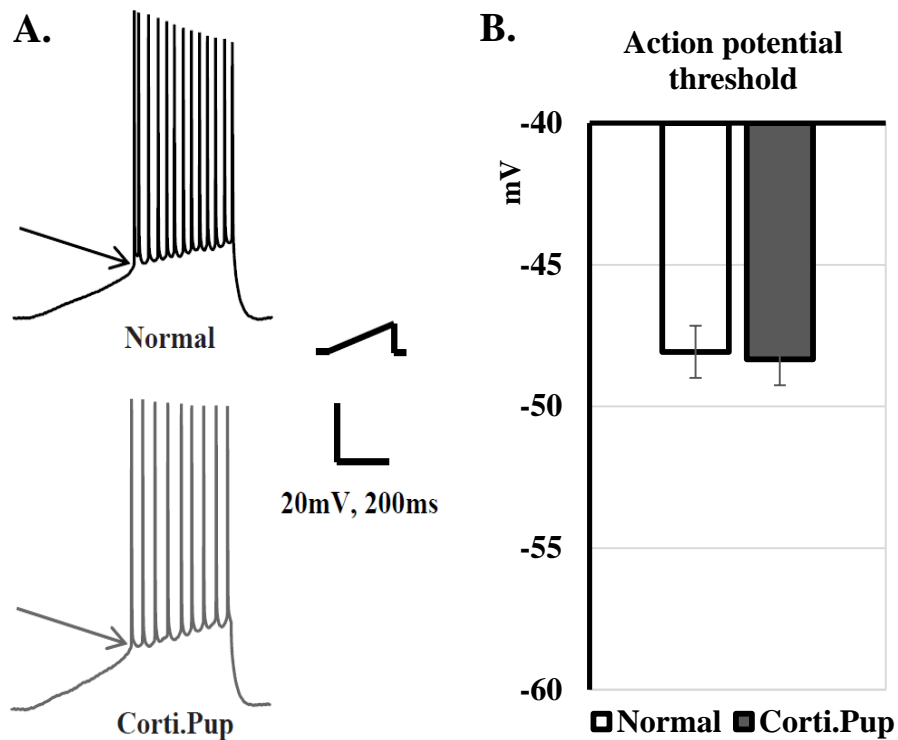 A.
Normal
20mV, 200ms
Corti.Pup
B.
Action potential
threshold
mV
-40
-45
-50
-55
-60
Normal Corti.Pup